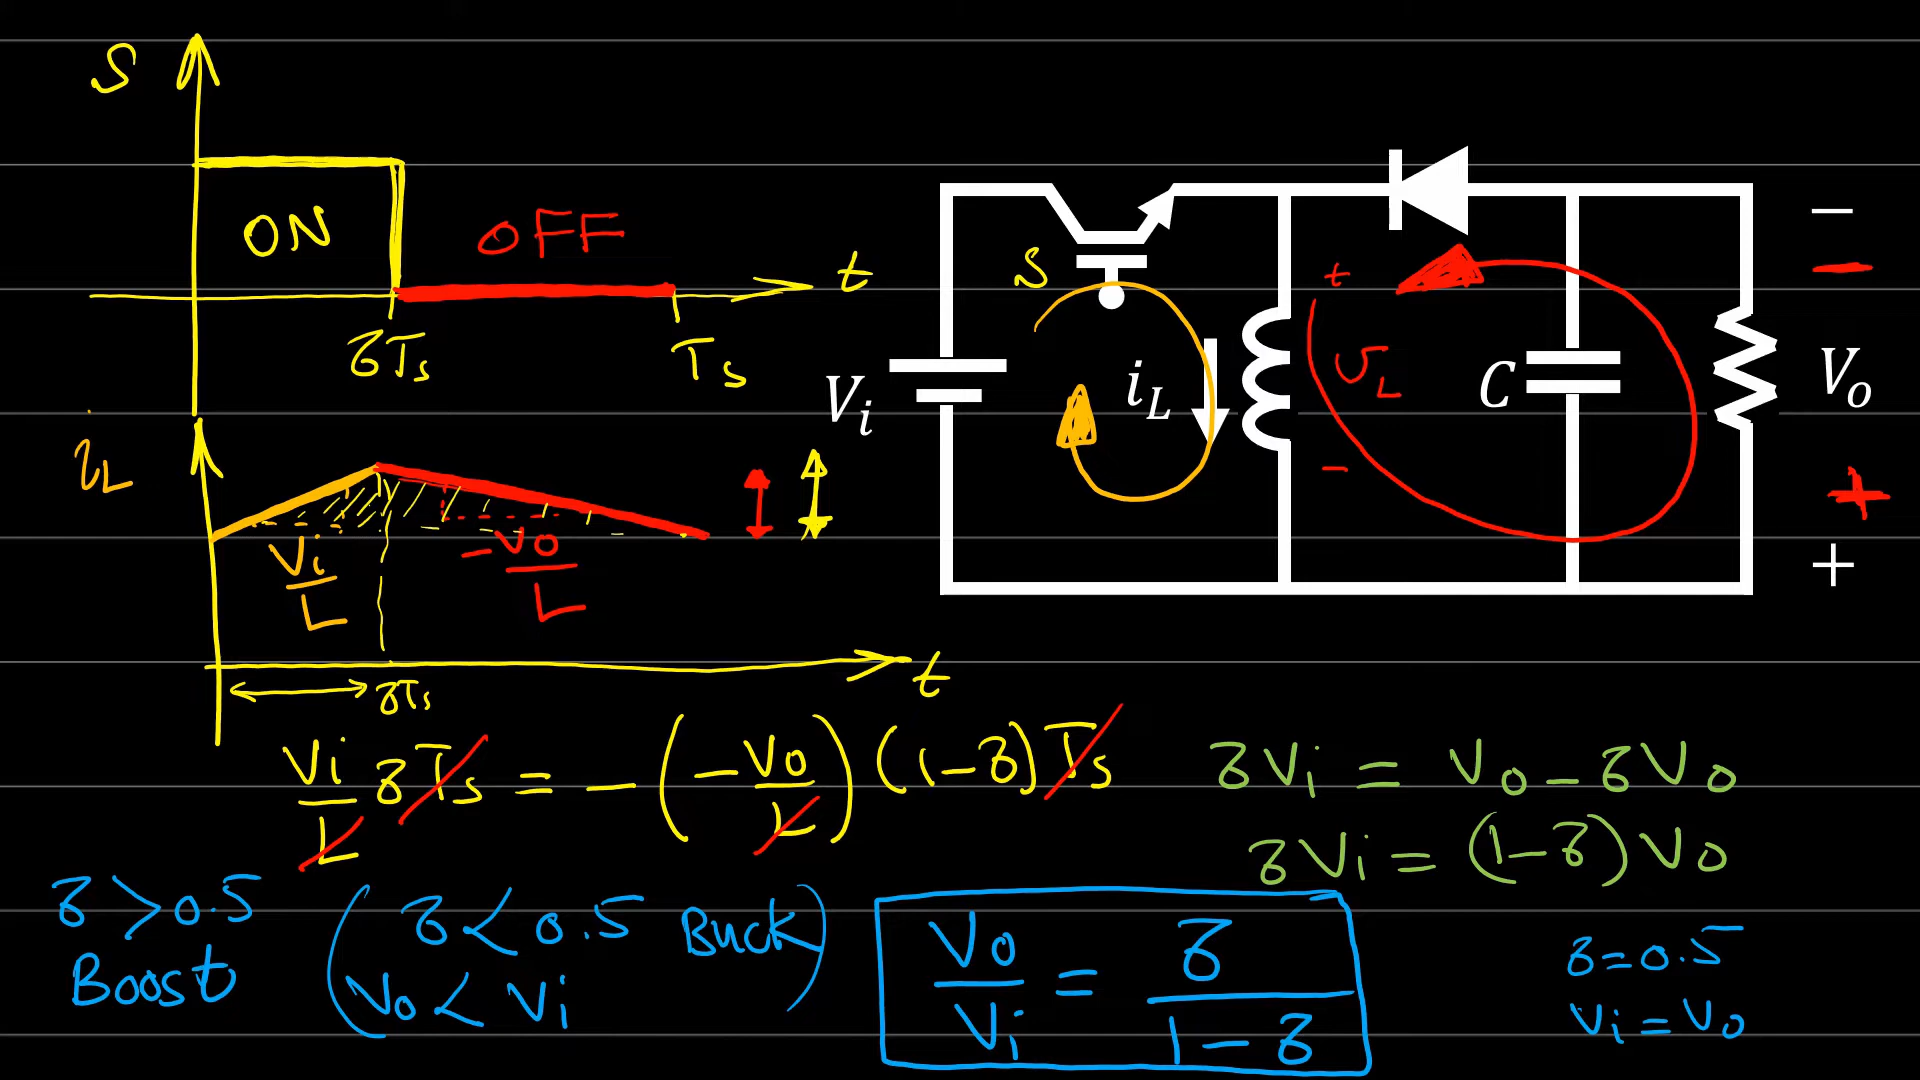 S
ON
OFF
t
δTs
Ts
iL
Vi/L
-Vo/L
t
δTs
S
Vi
iL
+
υL
-
C
−
-
Vo
+
+
Vi/L δTs = -(-Vo/L)(1-δ)Ts
δVi = Vo - δVo
δVi = (1-δ)Vo
δ>0.5
Boost
(δ<0.5 Buck
Vo < Vi)
Vo/Vi = δ/1-δ
δ=0.5
Vi=Vo